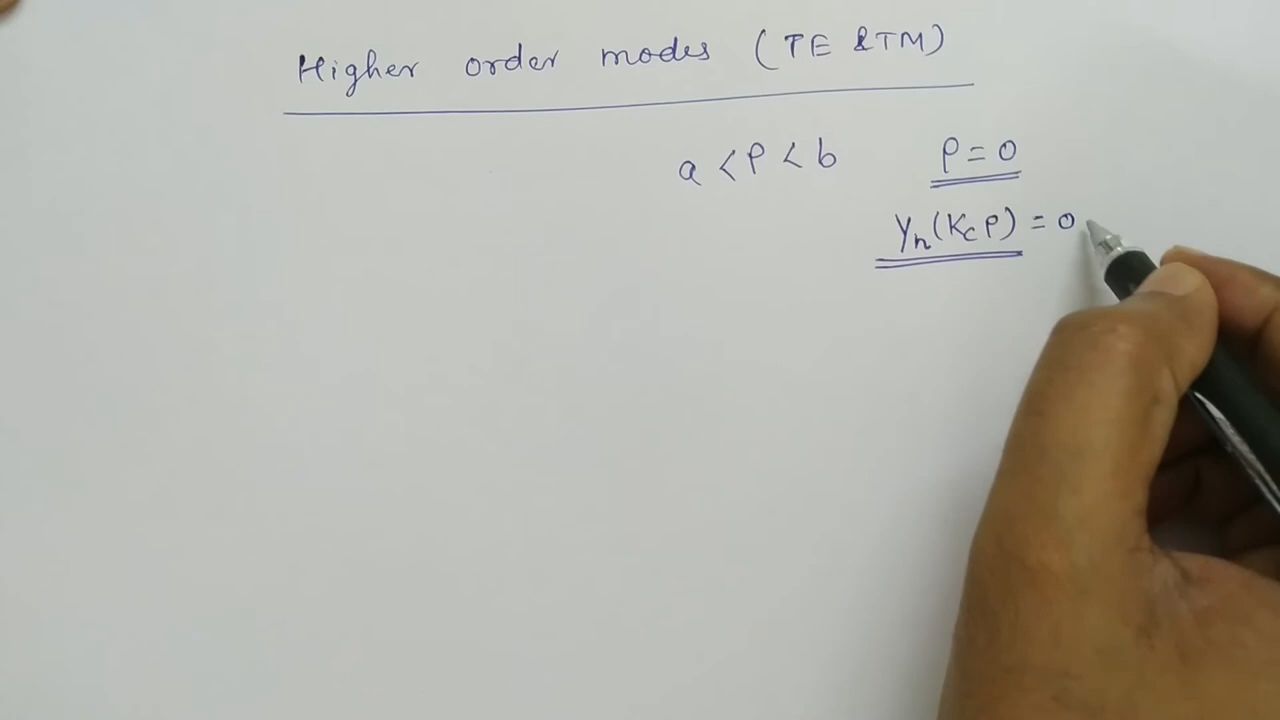 Higher order modes (TE & TM)
a < ρ < b ρ = 0
Yn(Kcρ) = 0